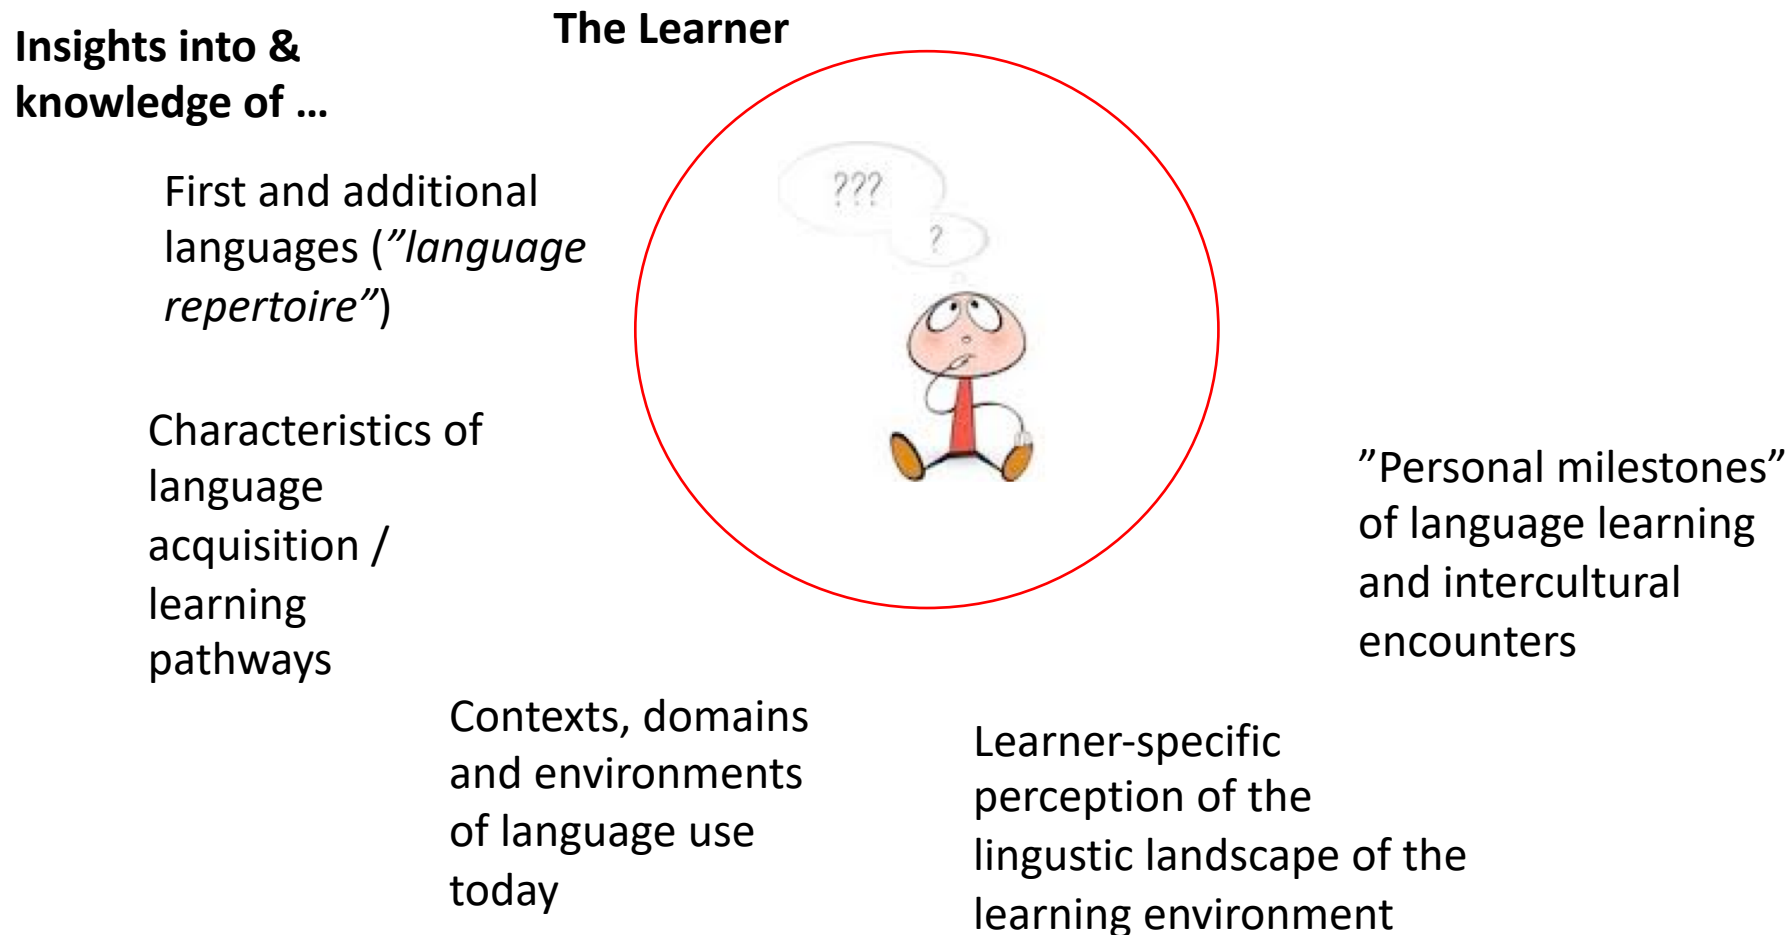 The Learner
Insights into &
knowledge of …
First and additional
languages (”language
repertoire”)
???
?
Characteristics of
language
acquisition /
learning
pathways
Contexts, domains
and environments
of language use
today
Learner-specific
perception of the
lingustic landscape of the
learning environment
”Personal milestones”
of language learning
and intercultural
encounters